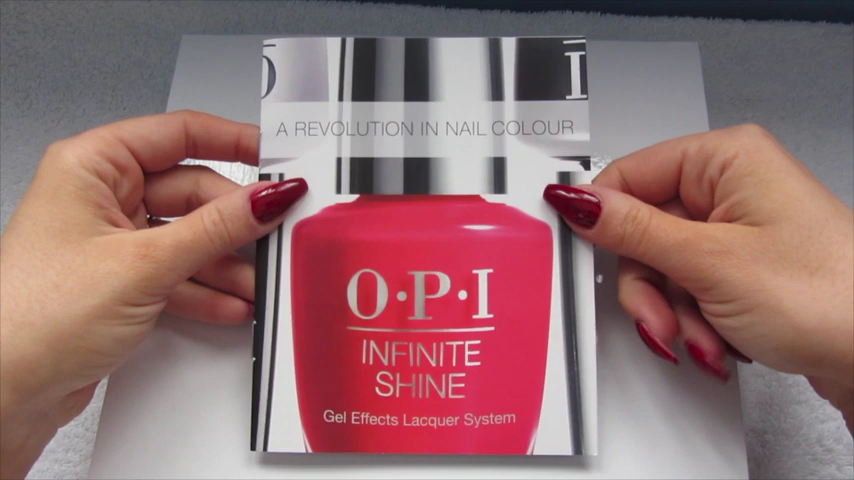 A REVOLUTION IN NAIL COLOUR
O·P·I
INFINITE
SHINE
Gel Effects Lacquer System